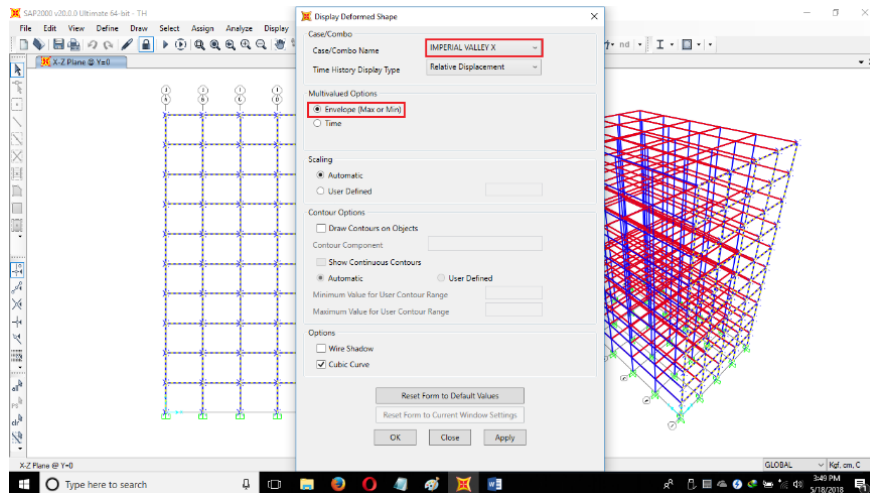 SAP2000 v20.0.0 Ultimate 64-bit - TH
File Edit View Define Draw Select Assign Analyze Display
X-Z Plane @ Y=0
Display Deformed Shape
Case/Combo
Case/Combo Name
IMPERIAL VALLEY X
Time History Display Type
Relative Displacement
Multivalued Options
Envelope (Max or Min)
Time
Scaling
Automatic
User Defined
Contour Options
Draw Contours on Objects
Contour Component
Show Continuous Contours
Automatic
User Defined
Minimum Value for User Contour Range
Maximum Value for User Contour Range
Options
Wire Shadow
Cubic Curve
Reset Form to Default Values
Reset Form to Current Window Settings
OK Close Apply
nd
X-Z Plane @ Y=0
GLOBAL
Kgf, cm, C
Type here to search
3:49 PM
5/18/2018